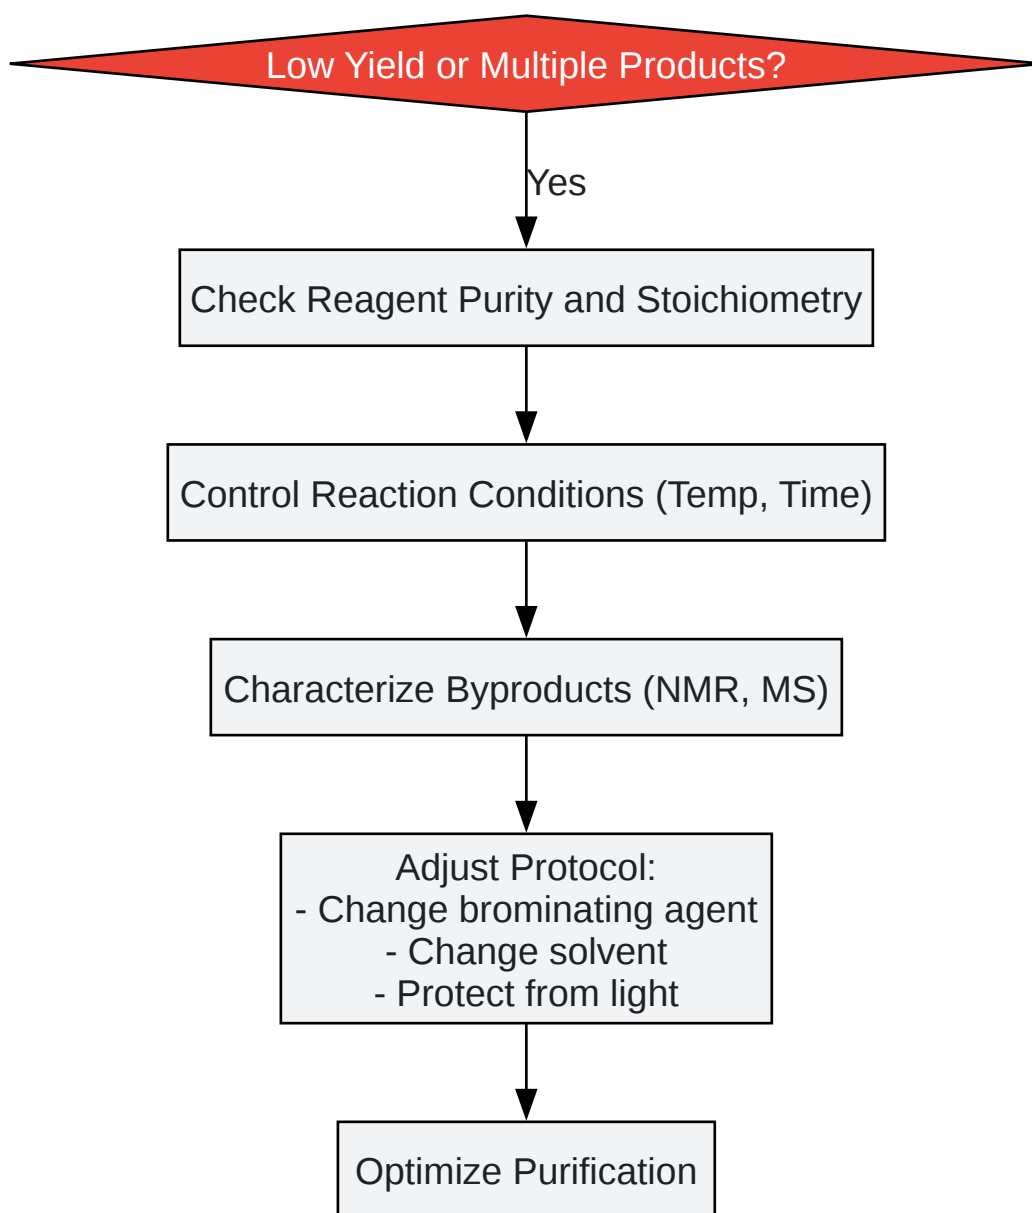 Low Yield or Multiple Products?
Yes
Check Reagent Purity and Stoichiometry
Control Reaction Conditions (Temp, Time)
Characterize Byproducts (NMR, MS)
Adjust Protocol:
- Change brominating agent
- Change solvent
- Protect from light
Optimize Purification